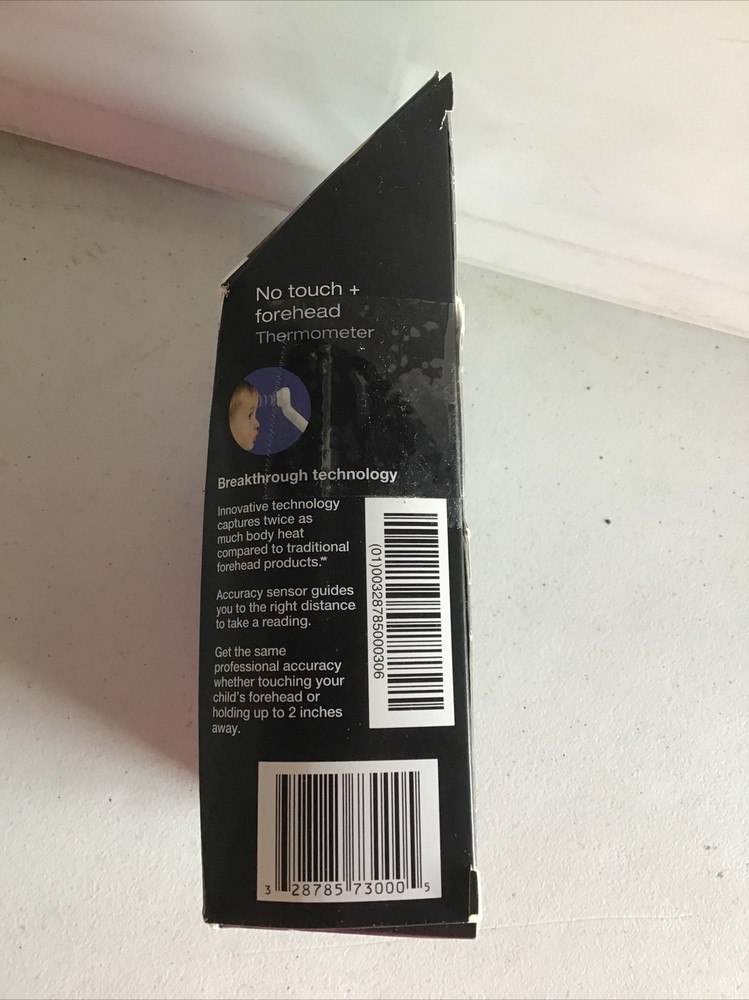 No touch +
forehead
Thermometer
Breakthrough technology
Innovative technology
captures twice as
much body heat
compared to traditional
forehead products.**
Accuracy sensor guides
you to the right distance
to take a reading.
Get the same
professional accuracy
whether touching your
child's forehead or
holding up to 2 inches
away.
(01)00328785000306
3 28785 73000 5